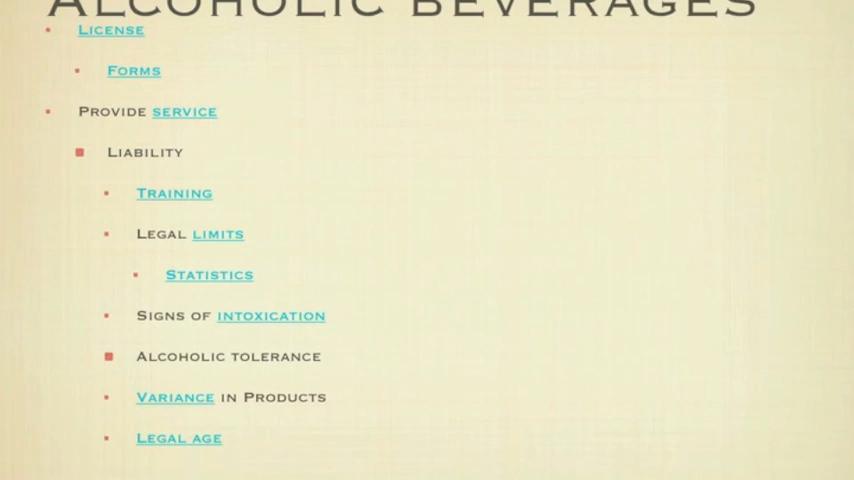 Alcoholic beverages
License
Forms
Provide service
Liability
Training
Legal limits
Statistics
Signs of intoxication
Alcoholic tolerance
Variance in Products
Legal age